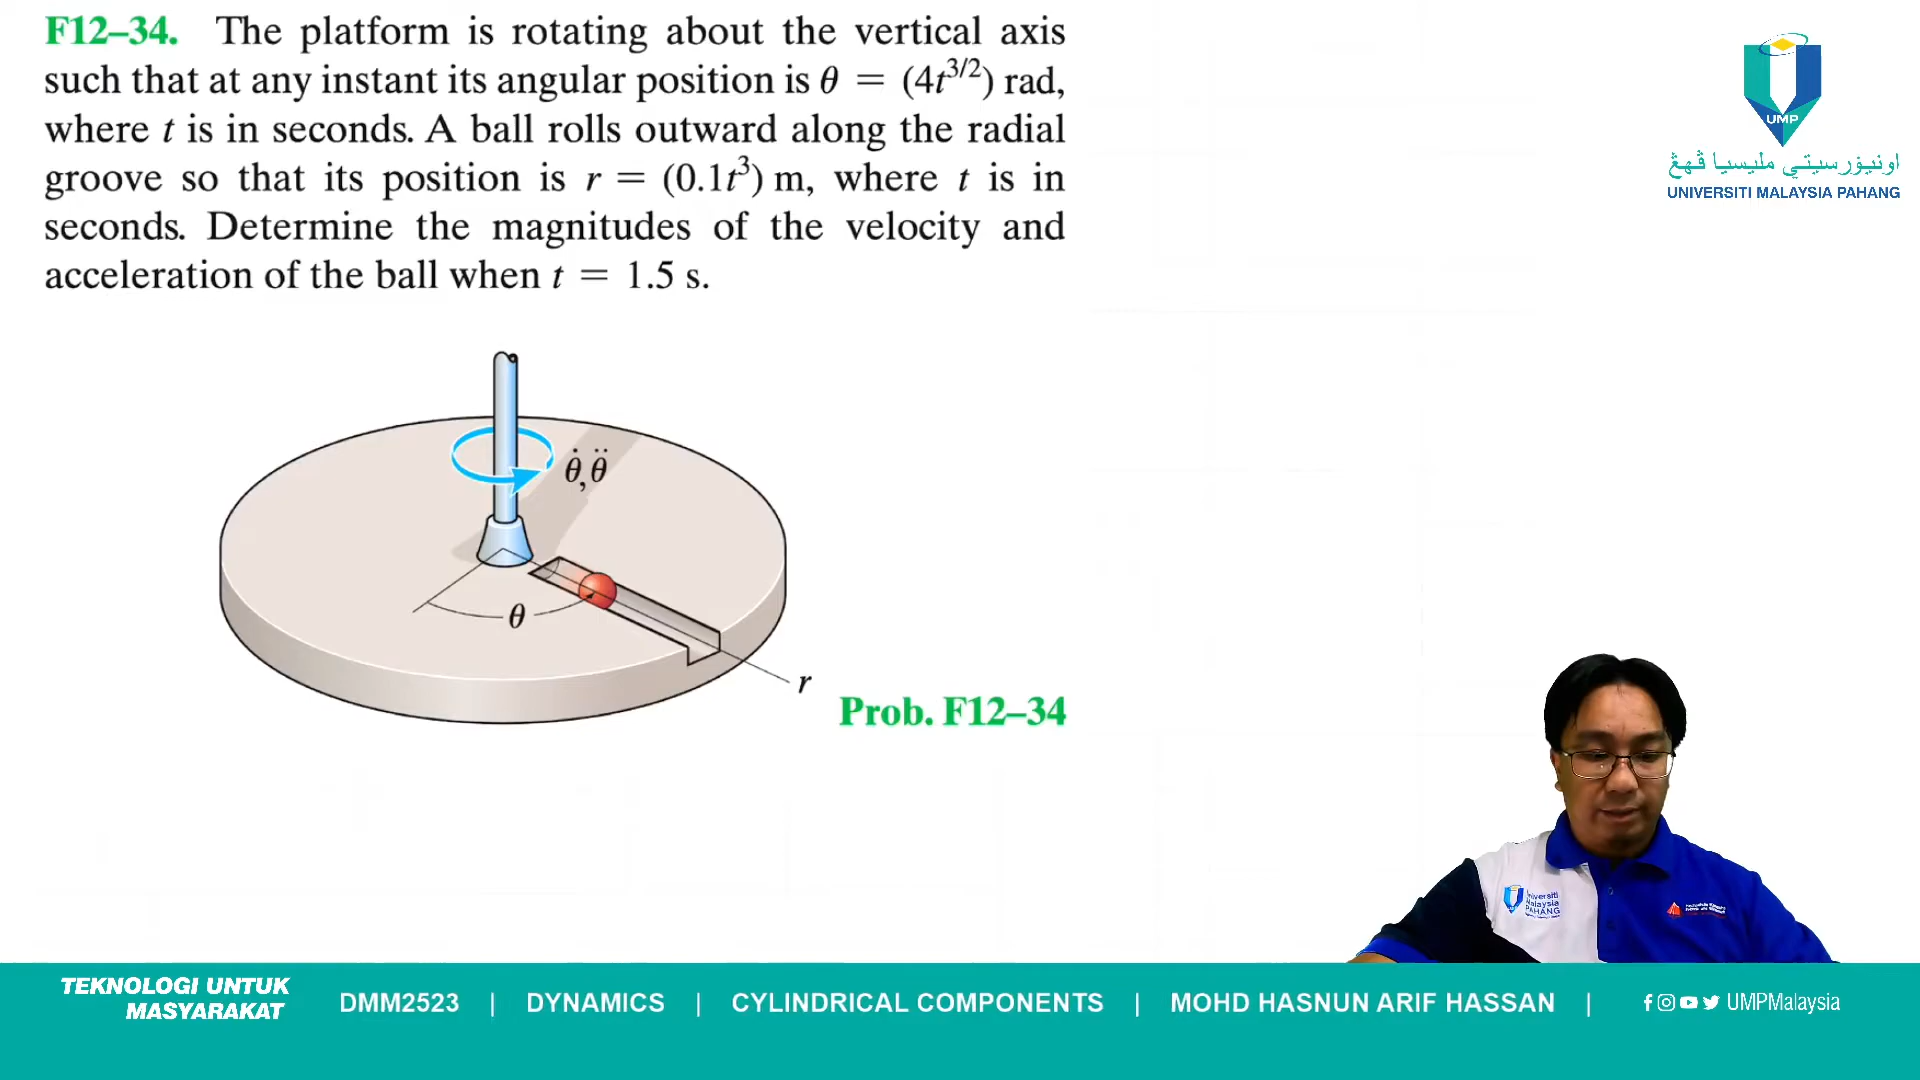 F12–34. The platform is rotating about the vertical axis
such that at any instant its angular position is θ = (4t^{3/2}) rad,
where t is in seconds. A ball rolls outward along the radial
groove so that its position is r = (0.1t³) m, where t is in
seconds. Determine the magnitudes of the velocity and
acceleration of the ball when t = 1.5 s.
UMP
اونيۏرسيتي مليسيا ڤهڠ
UNIVERSITI MALAYSIA PAHANG
θ̇, θ̈
θ
r
Prob. F12–34
Universiti
Malaysia
PAHANG
TEKNOLOGI UNTUK
MASYARAKAT
DMM2523 | DYNAMICS | CYLINDRICAL COMPONENTS | MOHD HASNUN ARIF HASSAN |
UMPMalaysia